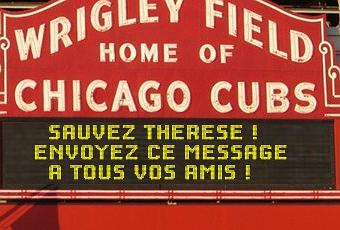 WRIGLEY FIELD
HOME OF
CHICAGO CUBS
SAUVEZ THERESE !
ENVOYEZ CE MESSAGE
A TOUS VOS AMIS !